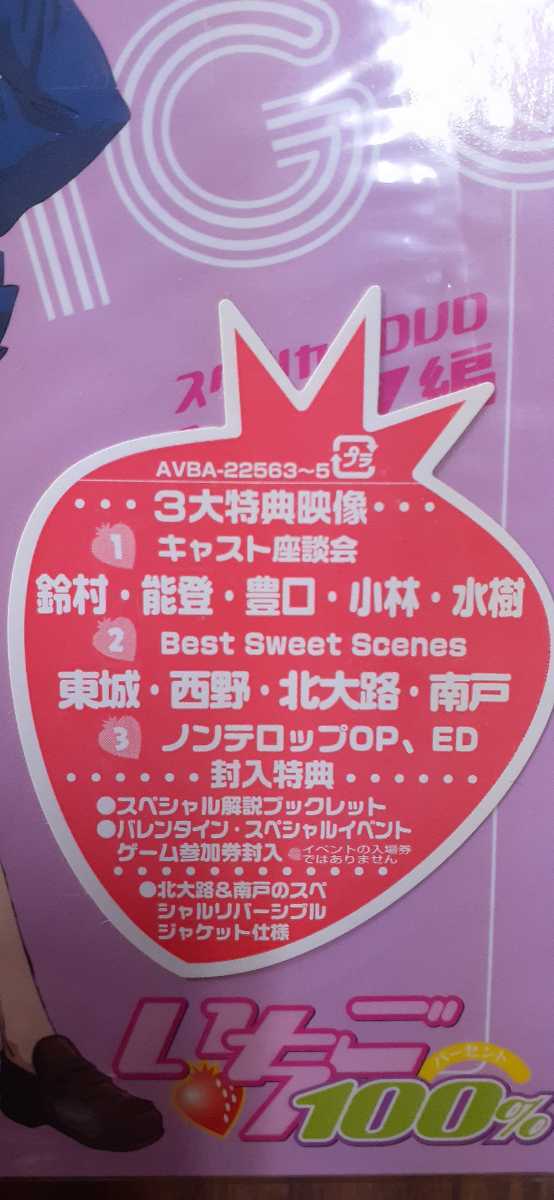 IG
DVD
編
AVBA-22563~5 プラ
・・・3大特典映像・・・
1 キャスト座談会
鈴村・能登・豊口・小林・水樹
2 Best Sweet Scenes
東城・西野・北大路・南戸
3 ノンテロップOP、ED
・・・・・・封入特典・・・・・・
●スペシャル解説ブックレット
●バレンタイン・スペシャルイベント
ゲーム参加券封入 イベントの入場券
ではありません
●北大路&南戸のスペ
シャルリバーシブル
ジャケット仕様
いちご
パーセント
100%